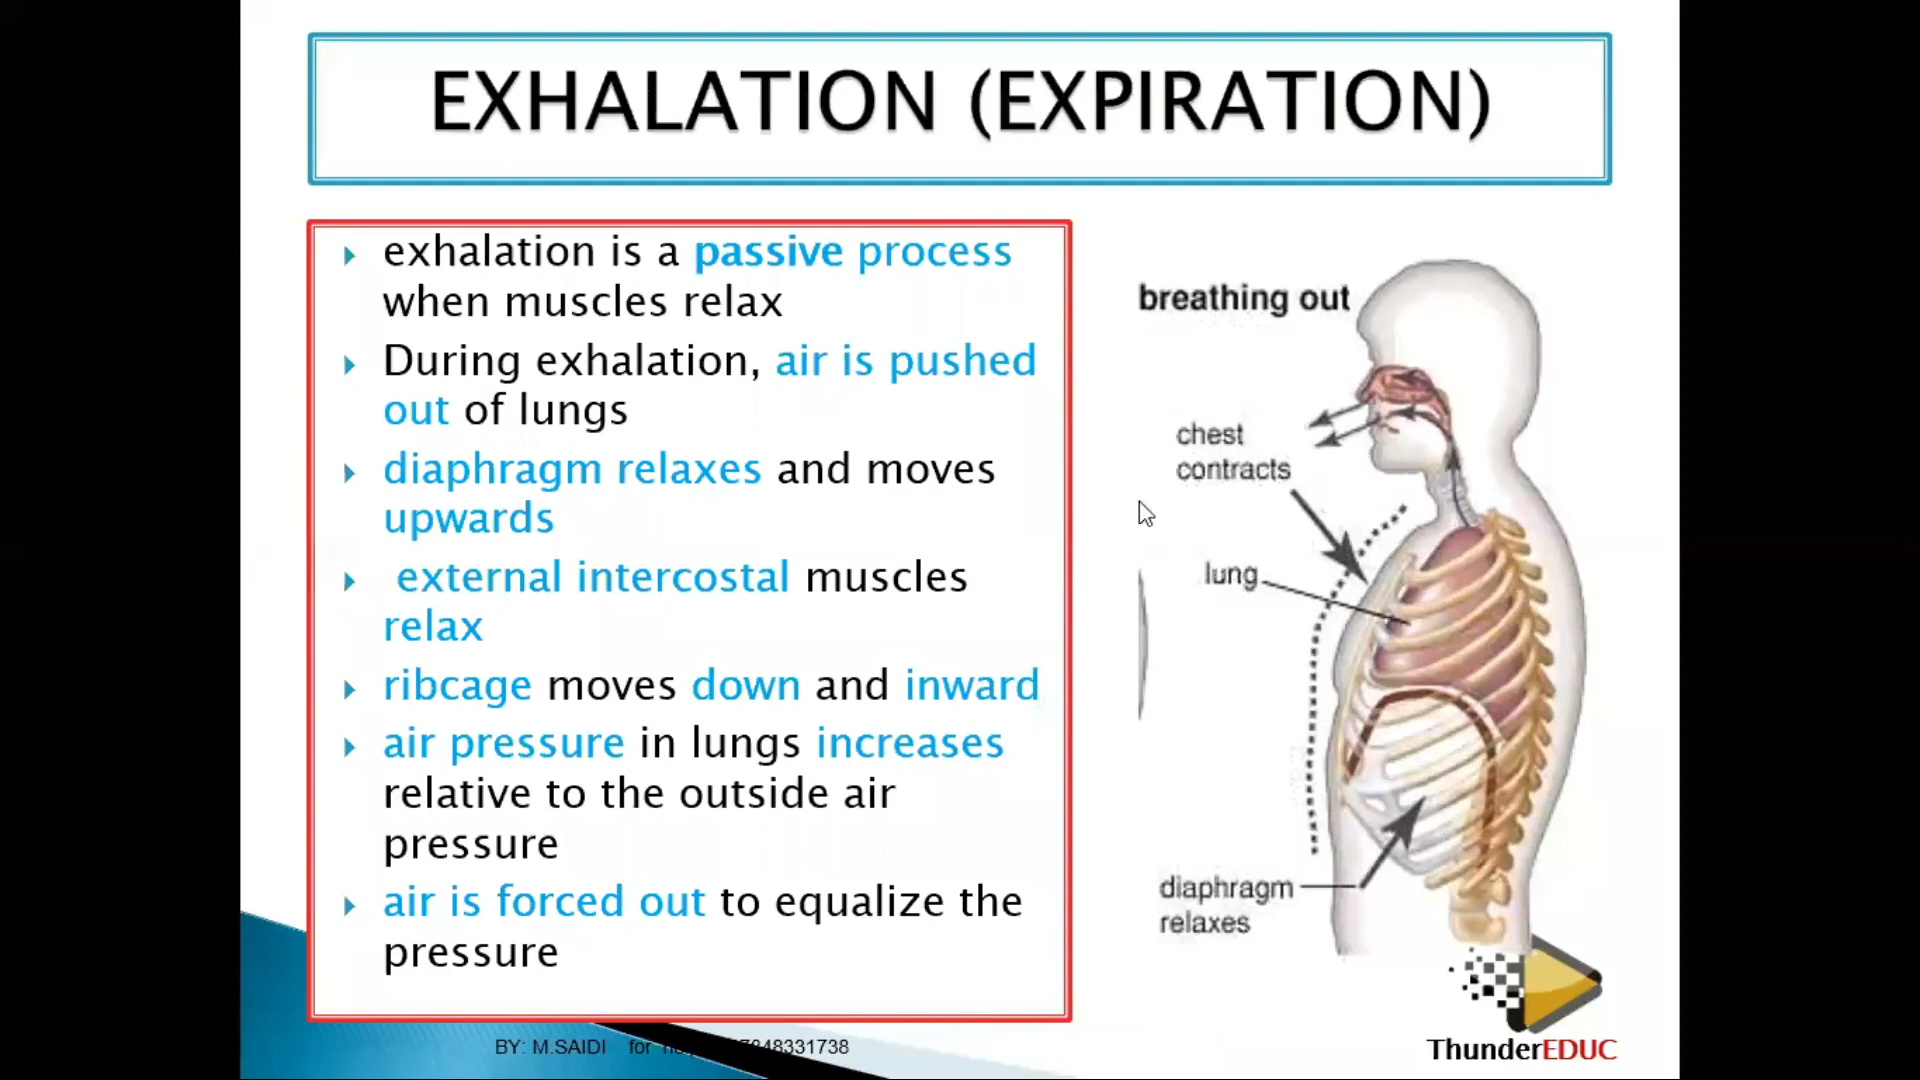 EXHALATION (EXPIRATION)
exhalation is a passive process
when muscles relax
During exhalation, air is pushed
out of lungs
diaphragm relaxes and moves
upwards
external intercostal muscles
relax
ribcage moves down and inward
air pressure in lungs increases
relative to the outside air
pressure
air is forced out to equalize the
pressure
breathing out
chest
contracts
lung
diaphragm
relaxes
BY: M.SAIDI for
ThunderEDUC